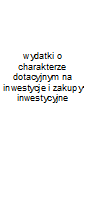 wydatki o
charakterze
dotacyjnym na
inwestycje i zakupy
inwestycyjne